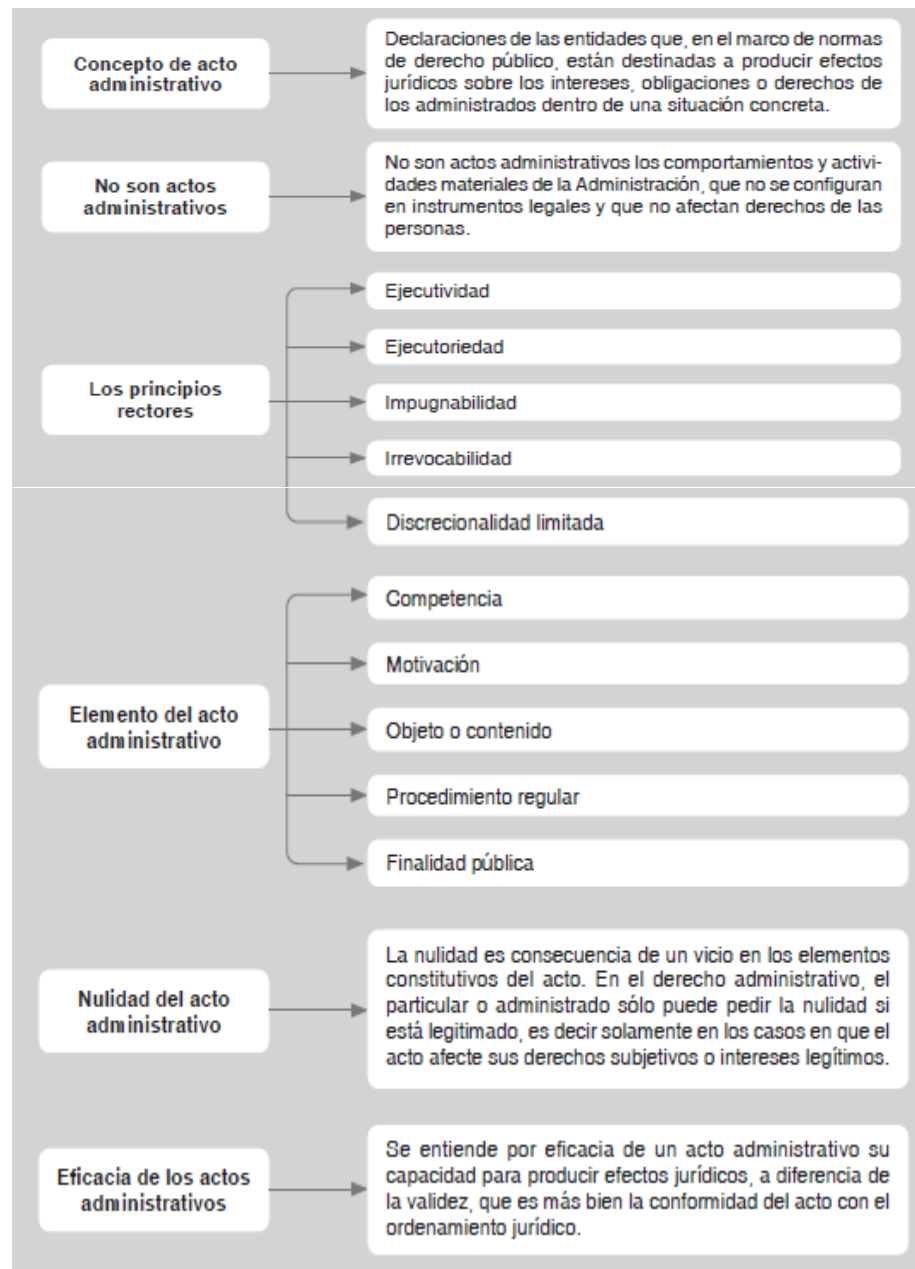 Concepto de acto
administrativo
Declaraciones de las entidades que, en el marco de normas
de derecho público, están destinadas a producir efectos
jurídicos sobre los intereses, obligaciones o derechos de
los administrados dentro de una situación concreta.
No son actos
administrativos
No son actos administrativos los comportamientos y activi-
dades materiales de la Administración, que no se configuran
en instrumentos legales y que no afectan derechos de las
personas.
Los principios
rectores
Ejecutividad
Ejecutoriedad
Impugnabilidad
Irrevocabilidad
Discrecionalidad limitada
Elemento del acto
administrativo
Competencia
Motivación
Objeto o contenido
Procedimiento regular
Finalidad pública
Nulidad del acto
administrativo
La nulidad es consecuencia de un vicio en los elementos
constitutivos del acto. En el derecho administrativo, el
particular o administrado sólo puede pedir la nulidad si
está legitimado, es decir solamente en los casos en que el
acto afecte sus derechos subjetivos o intereses legítimos.
Eficacia de los actos
administrativos
Se entiende por eficacia de un acto administrativo su
capacidad para producir efectos jurídicos, a diferencia de
la validez, que es más bien la conformidad del acto con el
ordenamiento jurídico.